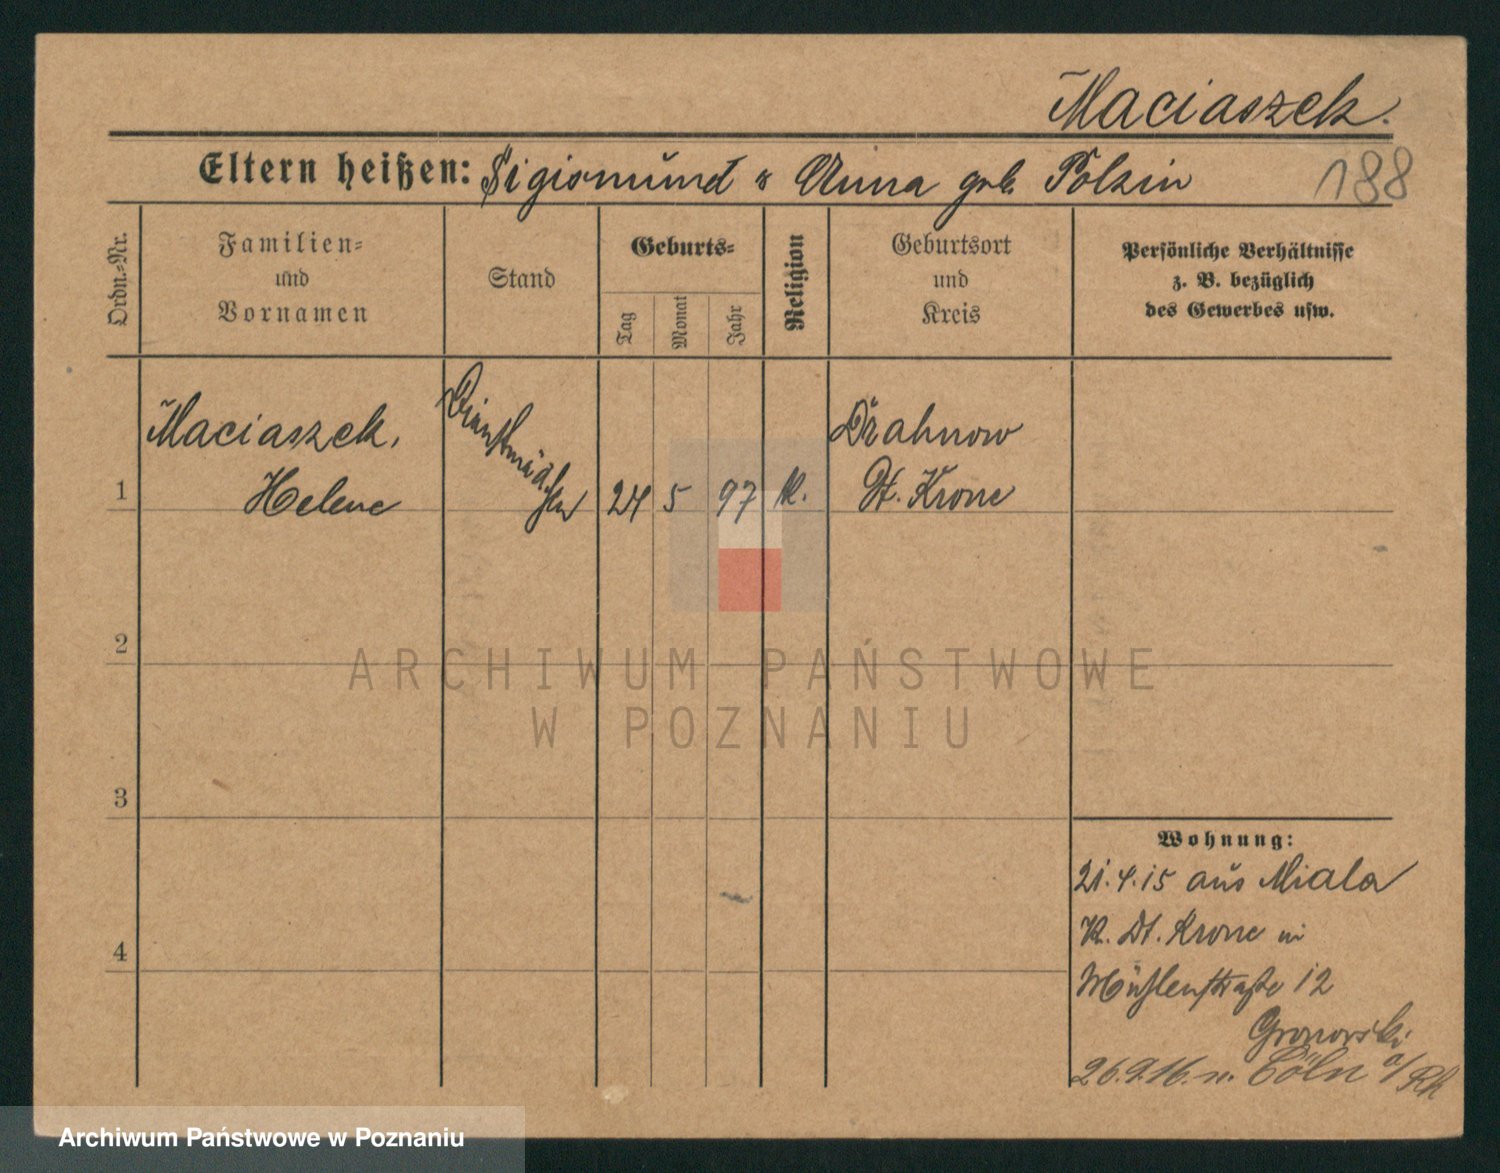 Maciaszek.
Eltern heißen: Sigismund u Anna geb. Polzin 188
Ordn.-Nr.
Familien-
und
Vornamen
Stand
Geburts-
Tag
Monat
Jahr
Religion
Geburtsort
und
Kreis
Persönliche Verhältnisse
z. B. bezüglich
des Gewerbes usw.
Maciaszek,
1 Helene
Dienstmäd-
chen
24 5 97 k.
Drahnow
Dt. Krone
2
3
4
ARCHIWUM PAŃSTWOWE
W POZNANIU
Wohnung:
21.4.15 aus Miala
K. Dt. Krone in
Mühlenstraße 12
Gronowski
26.9.16. n. Cöln a/Rh
Archiwum Państwowe w Poznaniu